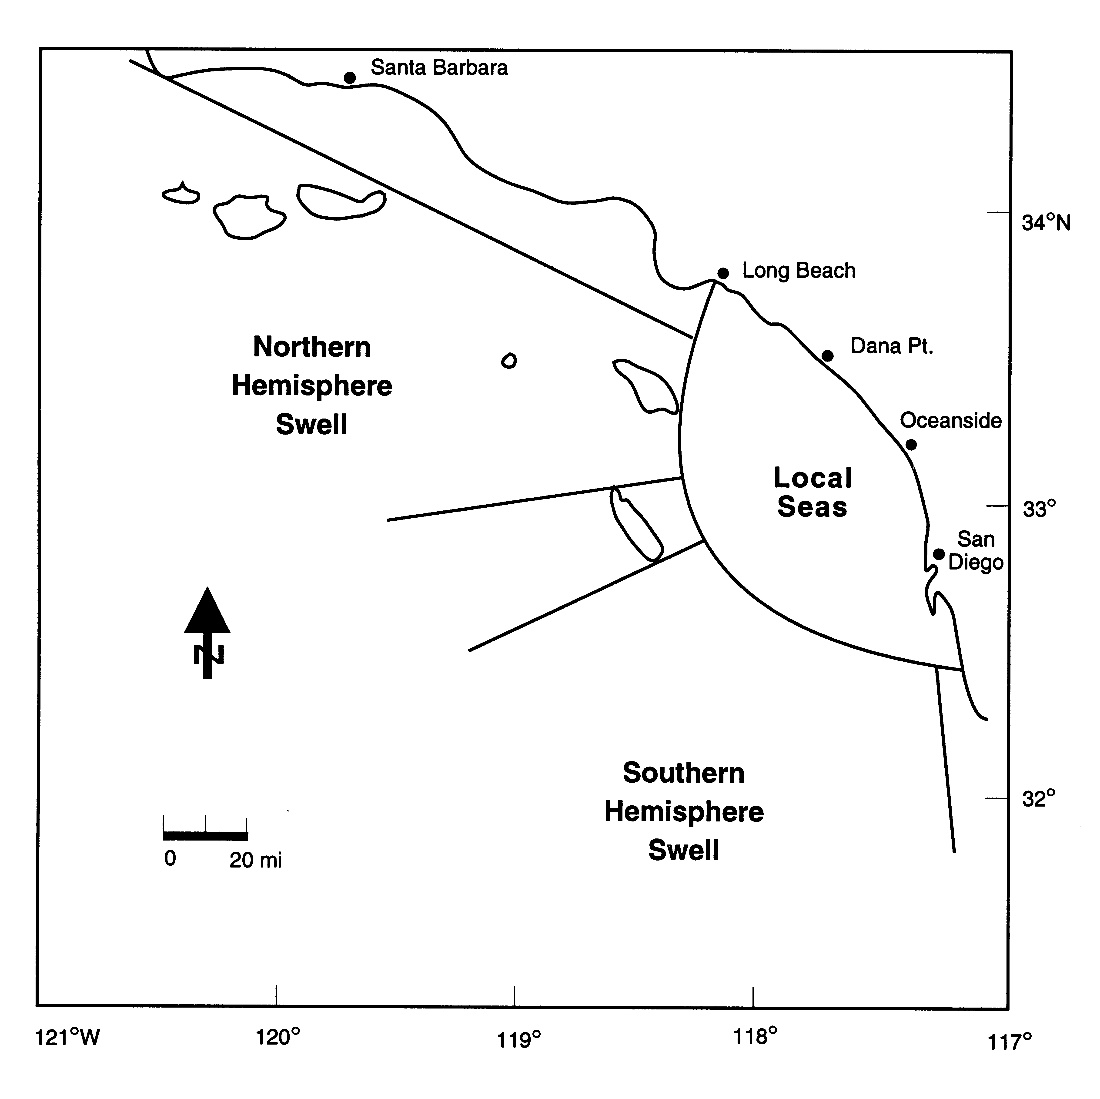 Santa Barbara
34°N
Long Beach
Northern
Hemisphere
Swell
Dana Pt.
Oceanside
Local
Seas
33°
San
Diego
N
Southern
Hemisphere
Swell
32°
0 20 mi
121°W 120° 119° 118° 117°